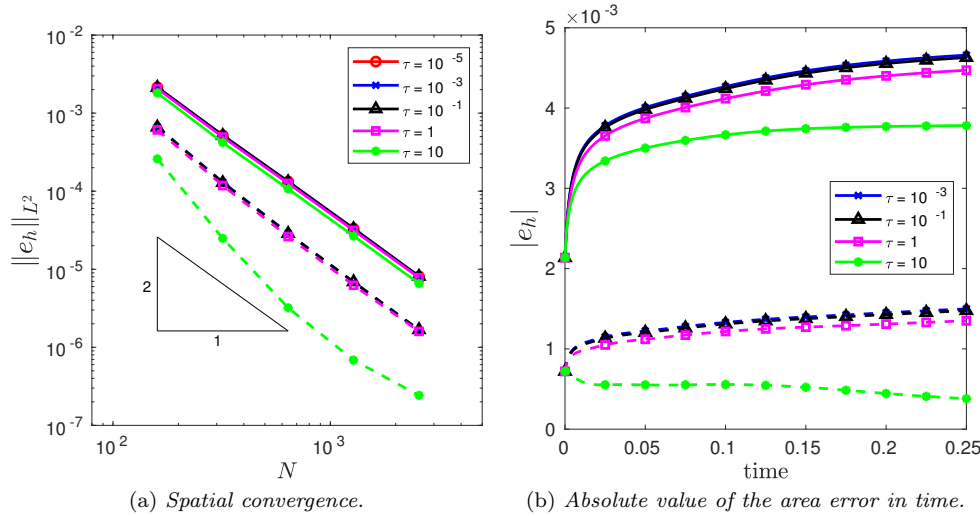 10^-2
10^-3
10^-4
10^-5
10^-6
10^-7
||e_h||_{L^2}
τ = 10^-5
τ = 10^-3
τ = 10^-1
τ = 1
τ = 10
2
1
10^2
10^3
N
(a) Spatial convergence.
×10^-3
5
4
3
2
1
0
|e_h|
τ = 10^-3
τ = 10^-1
τ = 1
τ = 10
0
0.05
0.1
0.15
0.2
0.25
time
(b) Absolute value of the area error in time.